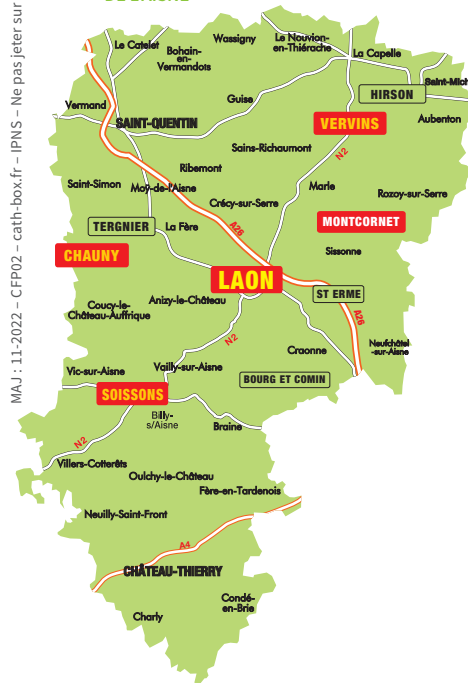 DE L'AISNE
MAJ : 11-2022 – CFP02 – cath-box.fr – IPNS – Ne pas jeter sur
Wassigny
Le Nouvion-
en-Thiérache
Le Catelet
Bohain-
en-
Vermandots
La Capelle
Saint-Mich
HIRSON
Guise
Vermand
Aubenton
SAINT-QUENTIN
VERVINS
Sains-Richaumont
N2
Ribemont
Saint-Simon
Moÿ-de-l'Aisne
Marle
Rozoy-sur-Serre
Crécy-sur-Serre
TERGNIER
La Fère
A26
MONTCORNET
CHAUNY
Sissonne
LAON
ST ERME
Anizy-le-Château
Coucy-le-
Château-Auffrique
A26
N2
Craonne
Neufchâtel
-sur-Aisne
Vic-sur-Aisne
Vailly-sur-Aisne
BOURG ET COMIN
SOISSONS
Billy-
s/Aisne
Braine
N2
Villers-Cotterêts
Oulchy-le-Château
Fère-en-Tardenois
Neuilly-Saint-Front
A4
CHÂTEAU-THIERRY
Condé-
en-Brie
Charly